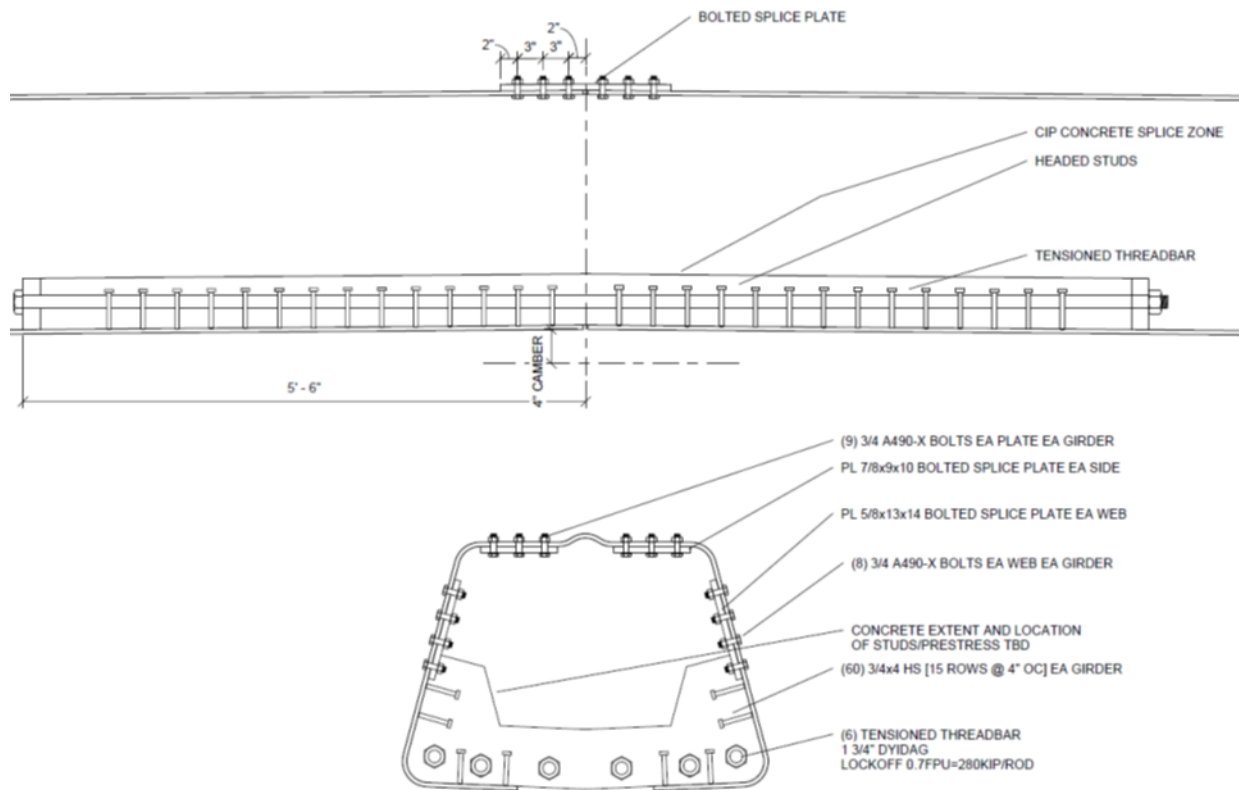 BOLTED SPLICE PLATE
2"
2"
3"
3"
CIP CONCRETE SPLICE ZONE
HEADED STUDS
TENSIONED THREADBAR
4" CAMBER
5' - 6"
(9) 3/4 A490-X BOLTS EA PLATE EA GIRDER
PL 7/8x9x10 BOLTED SPLICE PLATE EA SIDE
PL 5/8x13x14 BOLTED SPLICE PLATE EA WEB
(8) 3/4 A490-X BOLTS EA WEB EA GIRDER
CONCRETE EXTENT AND LOCATION
OF STUDS/PRESTRESS TBD
(60) 3/4x4 HS [15 ROWS @ 4" OC] EA GIRDER
(6) TENSIONED THREADBAR
1 3/4" DYIDAG
LOCKOFF 0.7FPU=280KIP/ROD